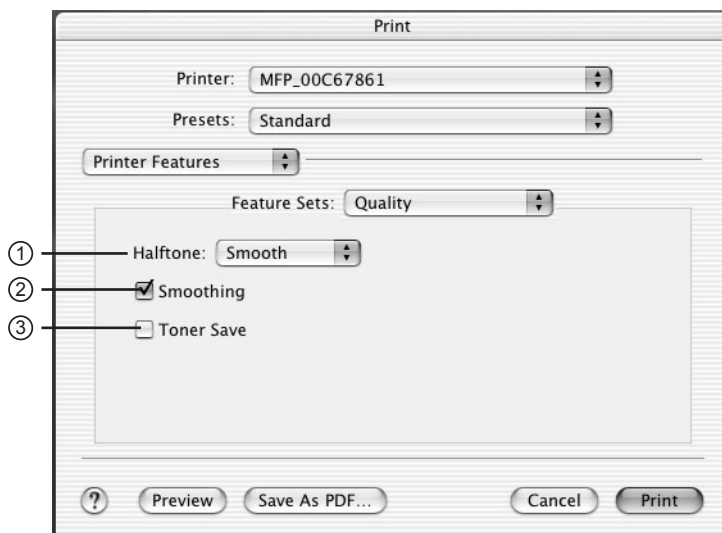 Print
Printer: MFP_00C67861
Presets: Standard
Printer Features
Feature Sets: Quality
① Halftone: Smooth
② Smoothing
③ Toner Save
? Preview Save As PDF... Cancel Print